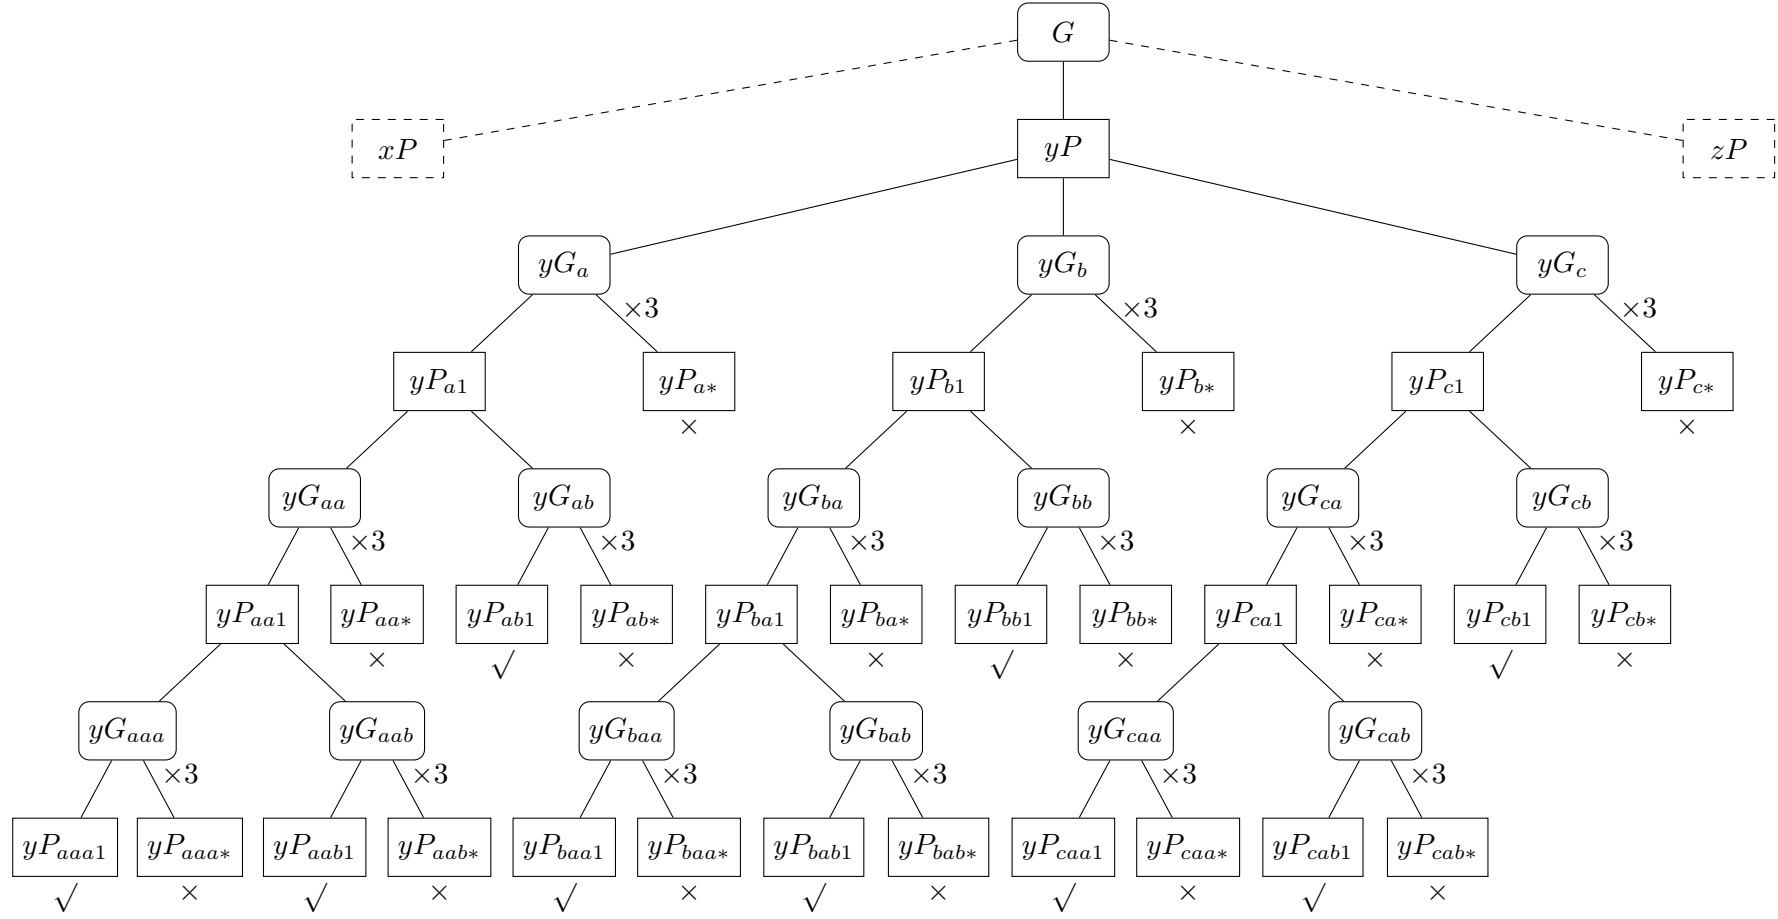 G
xP yP zP
yG_a yG_b yG_c
×3 ×3 ×3
yP_{a1} yP_{a*} yP_{b1} yP_{b*} yP_{c1} yP_{c*}
× × ×
yG_{aa} yG_{ab} yG_{ba} yG_{bb} yG_{ca} yG_{cb}
×3 ×3 ×3 ×3 ×3 ×3
yP_{aa1} yP_{aa*} yP_{ab1} yP_{ab*} yP_{ba1} yP_{ba*} yP_{bb1} yP_{bb*} yP_{ca1} yP_{ca*} yP_{cb1} yP_{cb*}
× √ × × √ × × √ ×
yG_{aaa} yG_{aab} yG_{baa} yG_{bab} yG_{caa} yG_{cab}
×3 ×3 ×3 ×3 ×3 ×3
yP_{aaa1} yP_{aaa*} yP_{aab1} yP_{aab*} yP_{baa1} yP_{baa*} yP_{bab1} yP_{bab*} yP_{caa1} yP_{caa*} yP_{cab1} yP_{cab*}
√ × √ × √ × √ × √ × √ ×